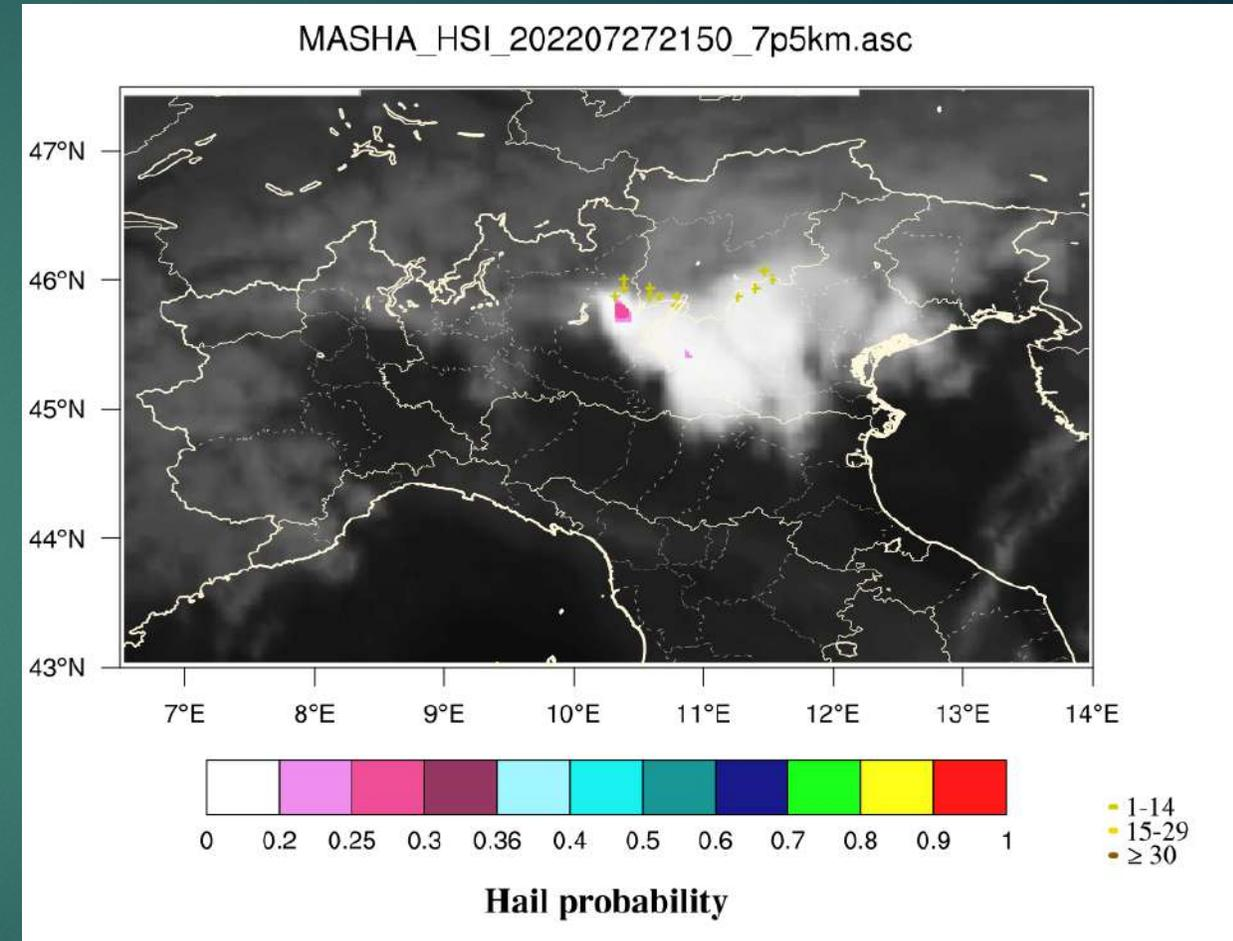 MASHA_HSI_202207272150_7p5km.asc
47°N
46°N
45°N
44°N
43°N
7°E 8°E 9°E 10°E 11°E 12°E 13°E 14°E
0 0.2 0.25 0.3 0.36 0.4 0.5 0.6 0.7 0.8 0.9 1
1-14
15-29
≥ 30
Hail probability